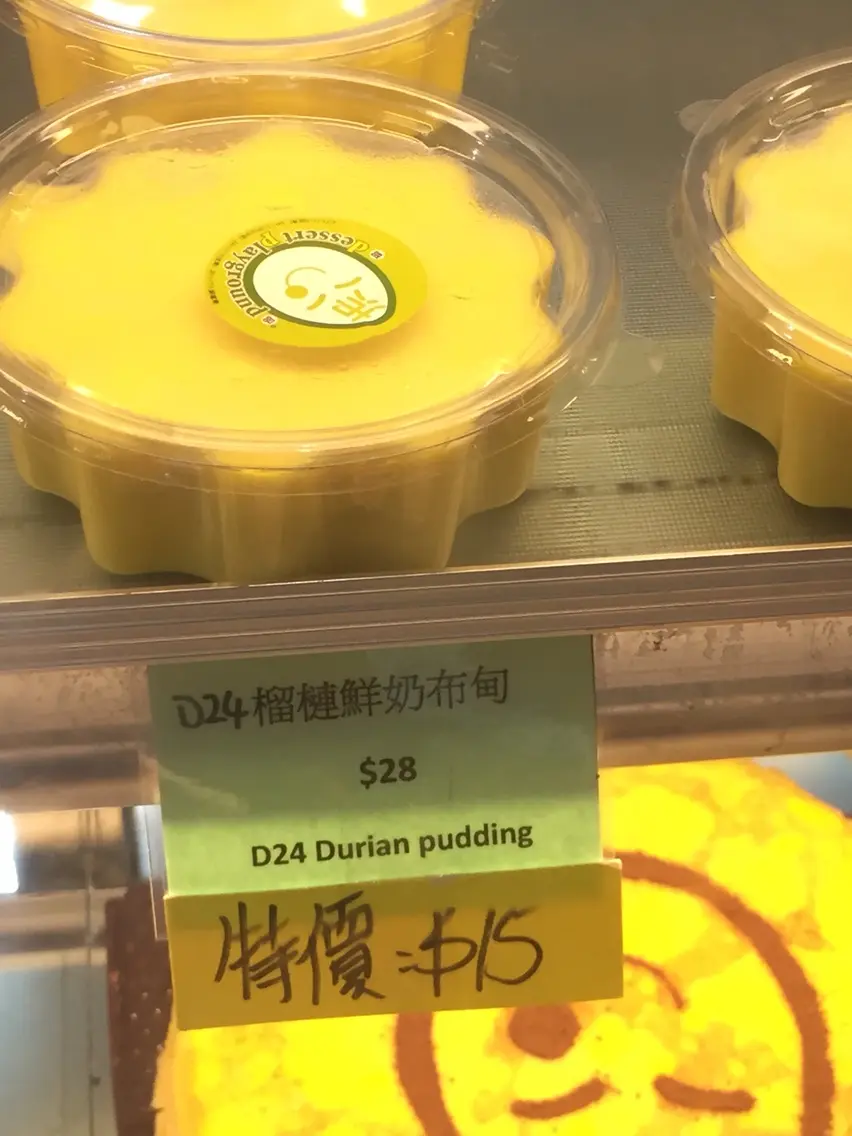 dessert playground
D24榴槤鮮奶布甸
$28
D24 Durian pudding
特價：$15